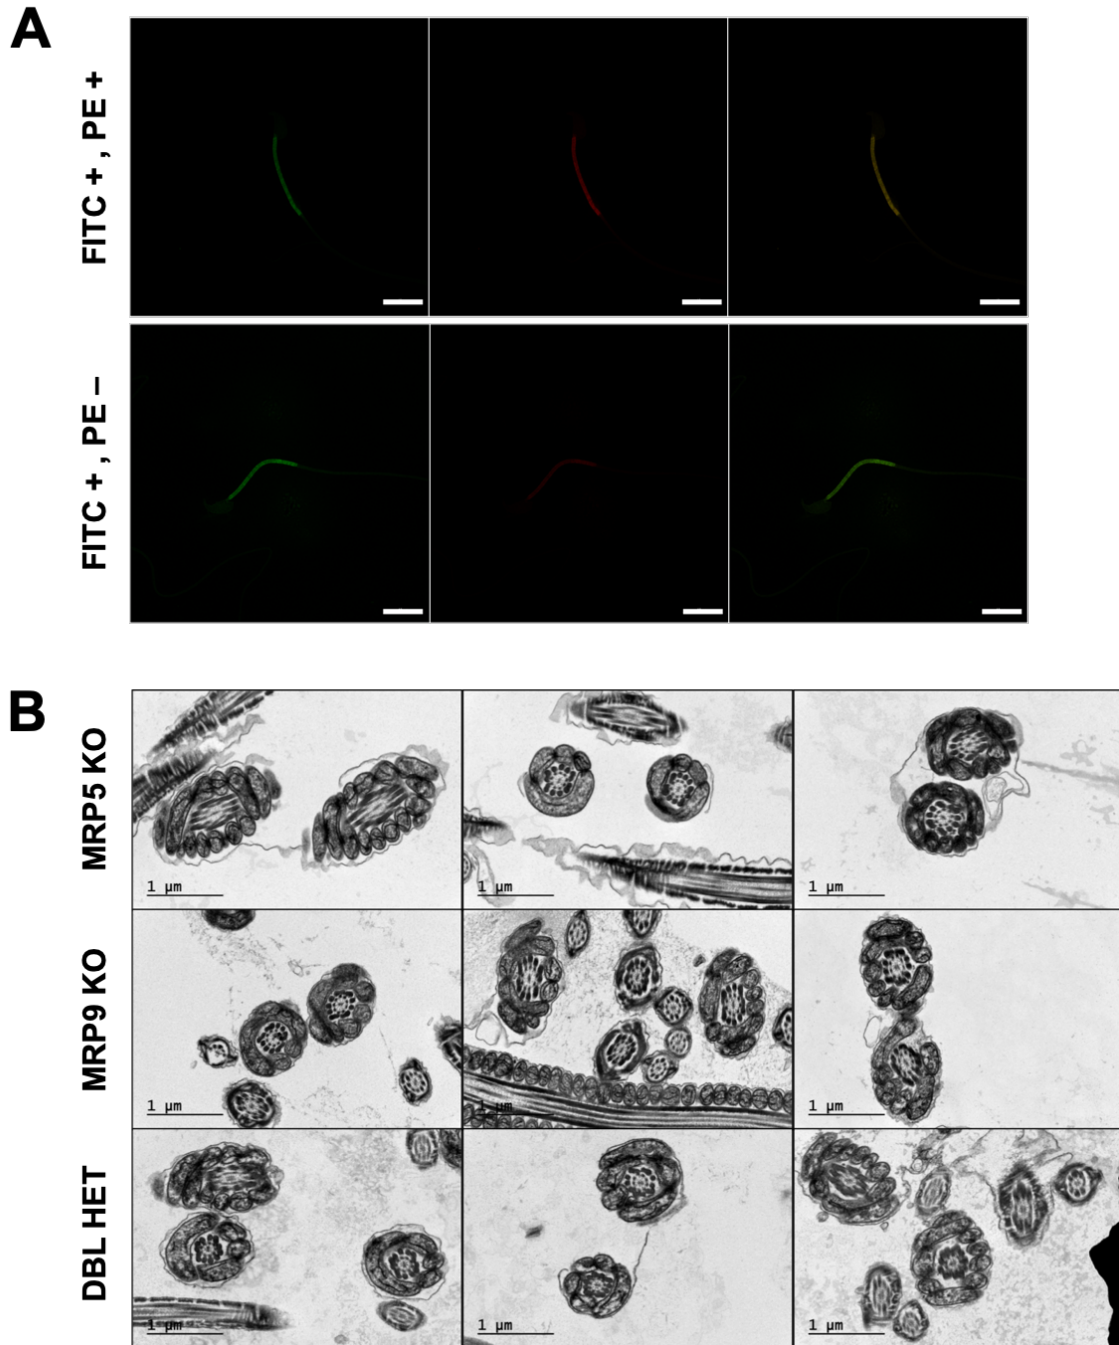 A
FITC + , PE +
FITC + , PE –
B
MRP5 KO
1 µm
1 µm
1 µm
MRP9 KO
1 µm
1 µm
1 µm
DBL HET
1 µm
1 µm
1 µm